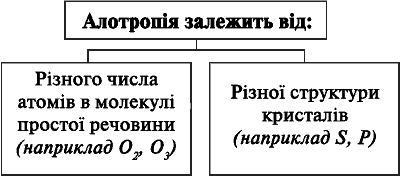 Алотропія залежить від:
Різного числа
атомів в молекулі
простої речовини
(наприклад O₂, O₃)
Різної структури
кристалів
(наприклад S, P)